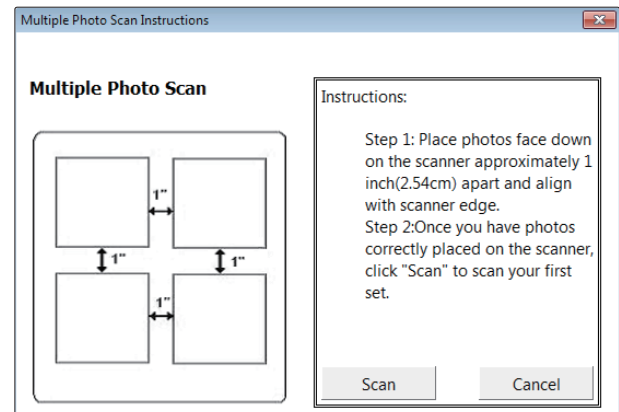 Multiple Photo Scan Instructions
Multiple Photo Scan
1"
1"
1"
1"
Instructions:
Step 1: Place photos face down
on the scanner approximately 1
inch(2.54cm) apart and align
with scanner edge.
Step 2:Once you have photos
correctly placed on the scanner,
click "Scan" to scan your first
set.
Scan
Cancel